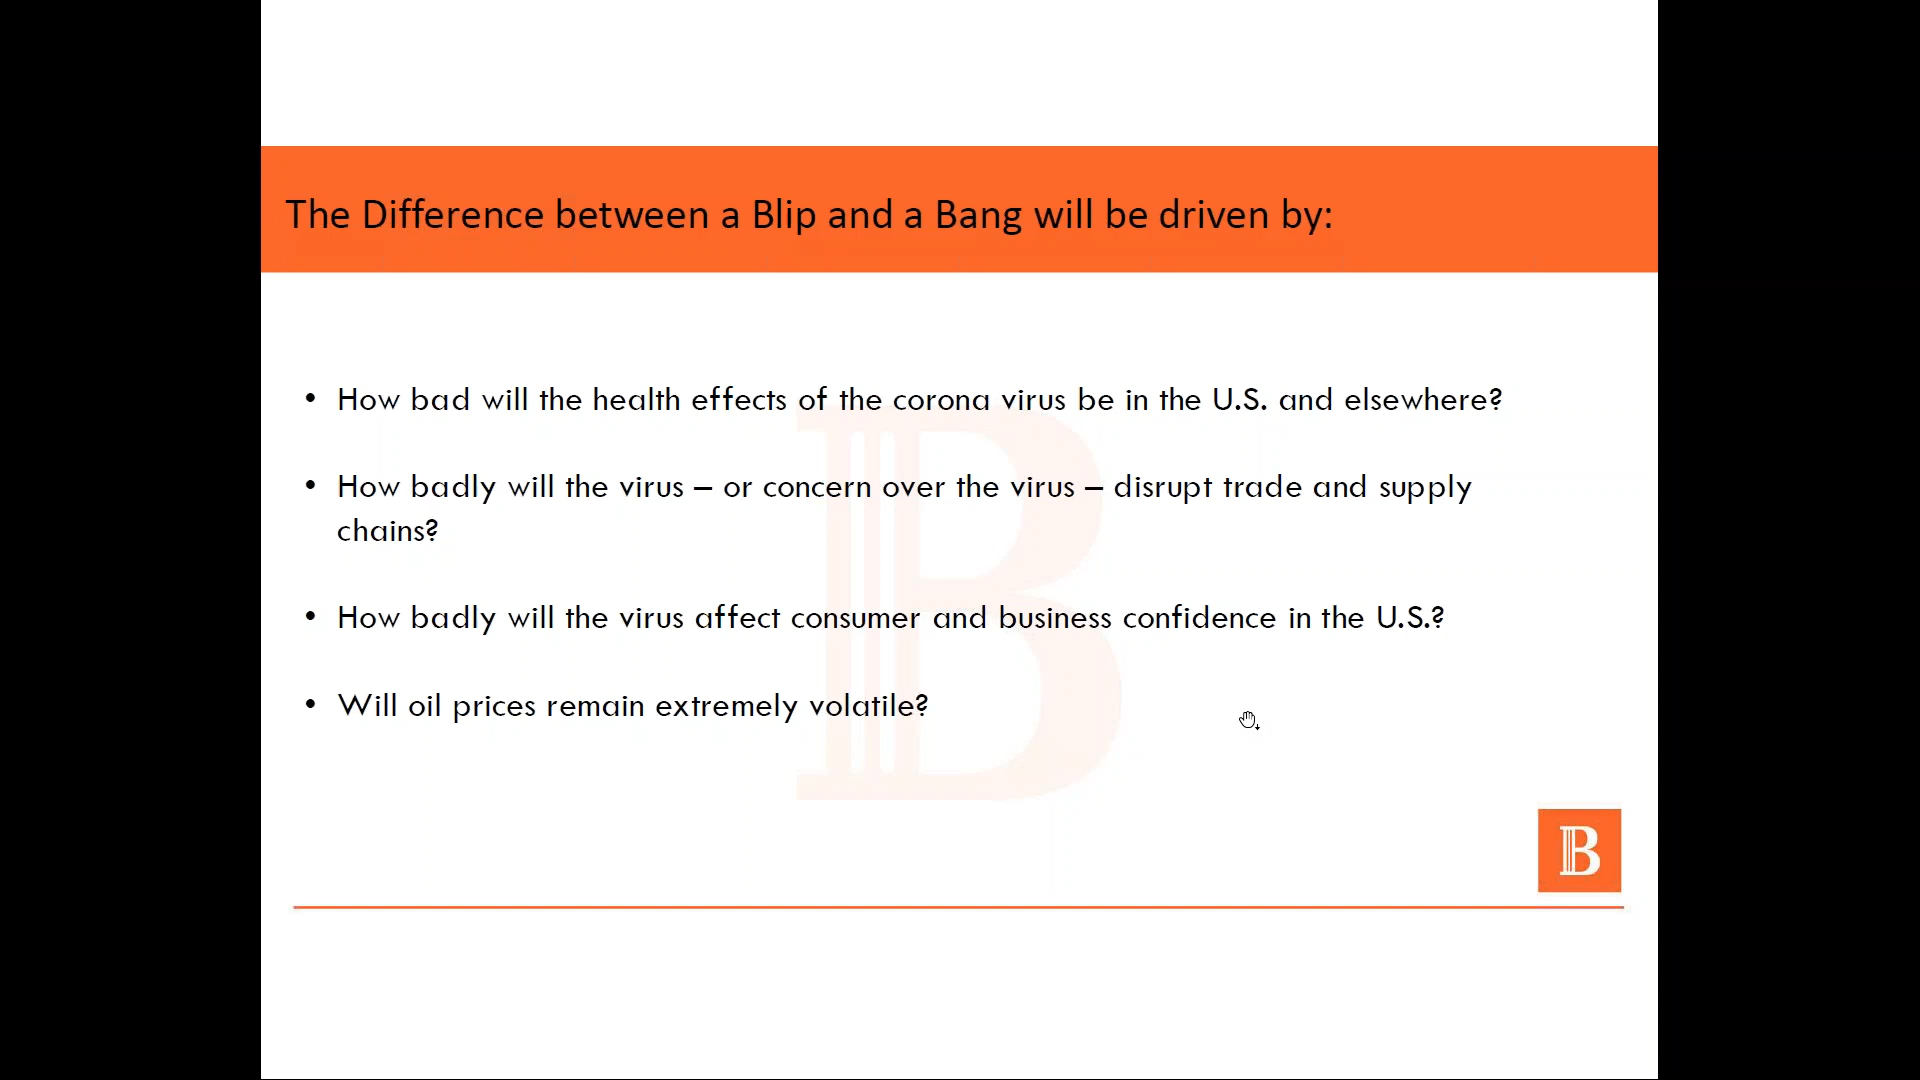 The Difference between a Blip and a Bang will be driven by:
• How bad will the health effects of the corona virus be in the U.S. and elsewhere?
• How badly will the virus – or concern over the virus – disrupt trade and supply
chains?
• How badly will the virus affect consumer and business confidence in the U.S.?
• Will oil prices remain extremely volatile?
B
B